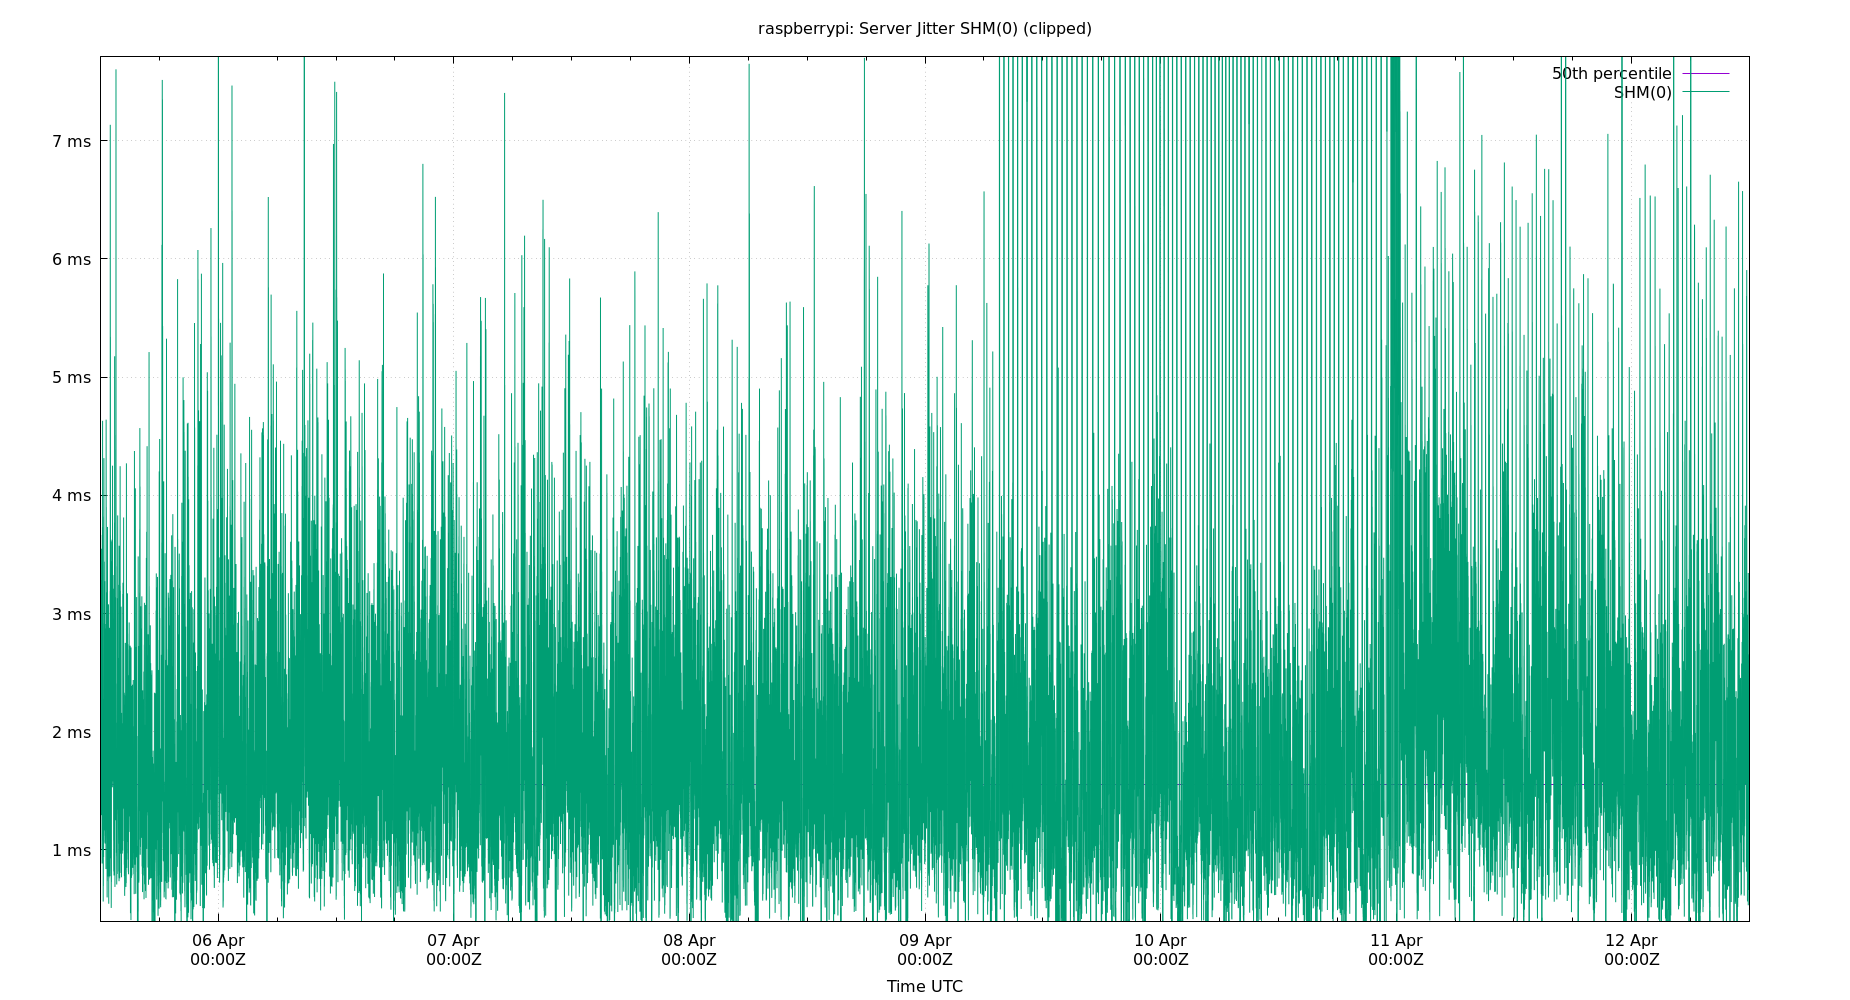 raspberrypi: Server Jitter SHM(0) (clipped)
50th percentile
SHM(0)
7 ms
6 ms
5 ms
4 ms
3 ms
2 ms
1 ms
06 Apr 07 Apr 08 Apr 09 Apr 10 Apr 11 Apr 12 Apr
00:00Z 00:00Z 00:00Z 00:00Z 00:00Z 00:00Z 00:00Z
Time UTC